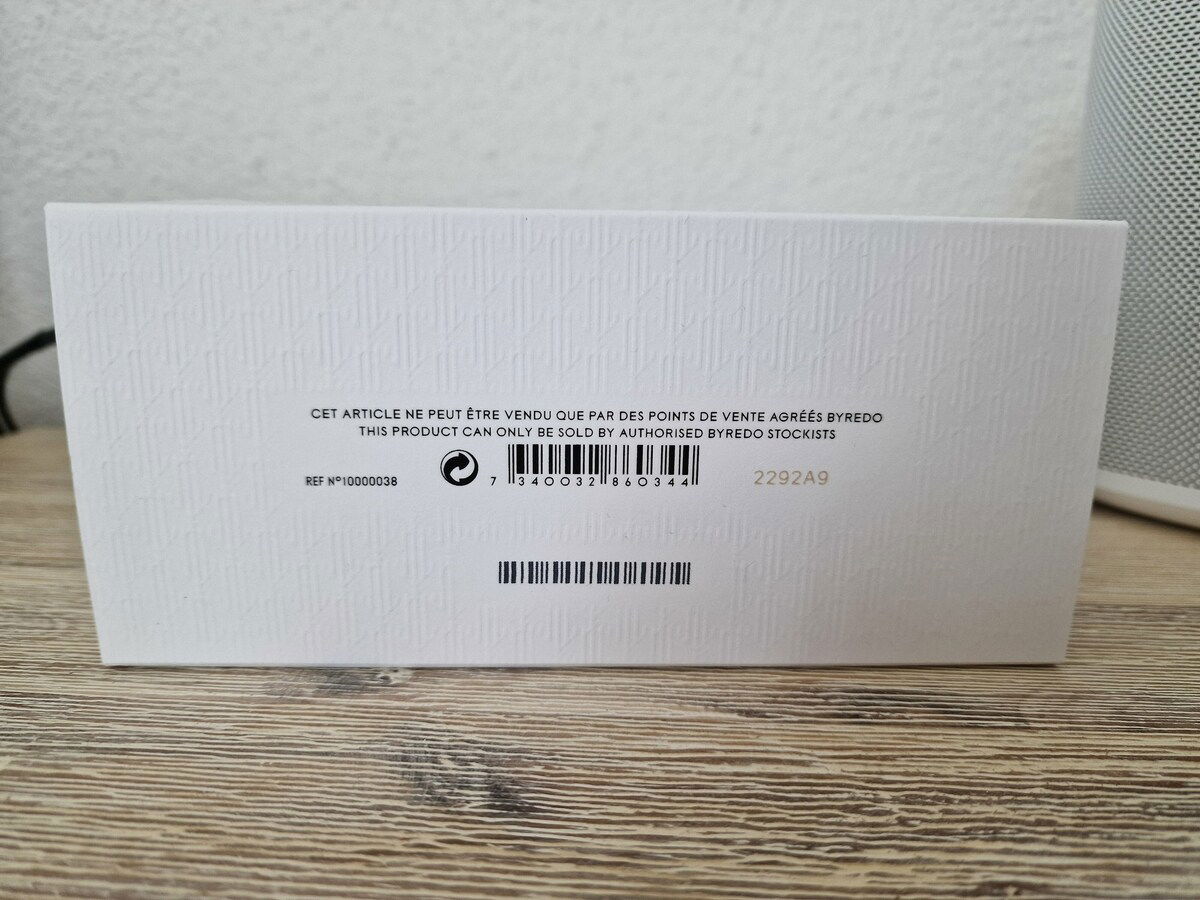 CET ARTICLE NE PEUT ÊTRE VENDU QUE PAR DES POINTS DE VENTE AGRÉÉS BYREDO
THIS PRODUCT CAN ONLY BE SOLD BY AUTHORISED BYREDO STOCKISTS
REF N°10000038
7 340032 860344
2292A9